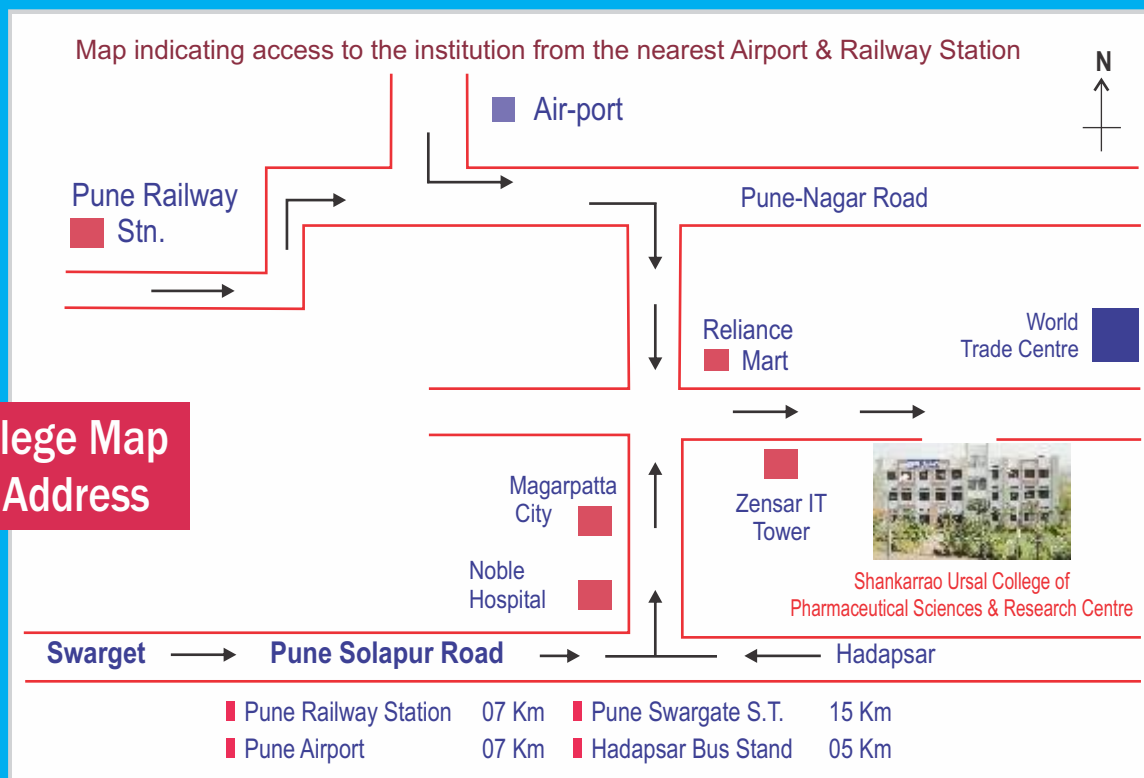 Map indicating access to the institution from the nearest Airport & Railway Station
N
Air-port
Pune Railway
Stn.
Pune-Nagar Road
Reliance
Mart
World
Trade Centre
lege Map
Address
Magarpatta
City
Zensar IT
Tower
Noble
Hospital
Shankarrao Ursal College of
Pharmaceutical Sciences & Research Centre
Swarget Pune Solapur Road Hadapsar
Pune Railway Station 07 Km Pune Swargate S.T. 15 Km
Pune Airport 07 Km Hadapsar Bus Stand 05 Km